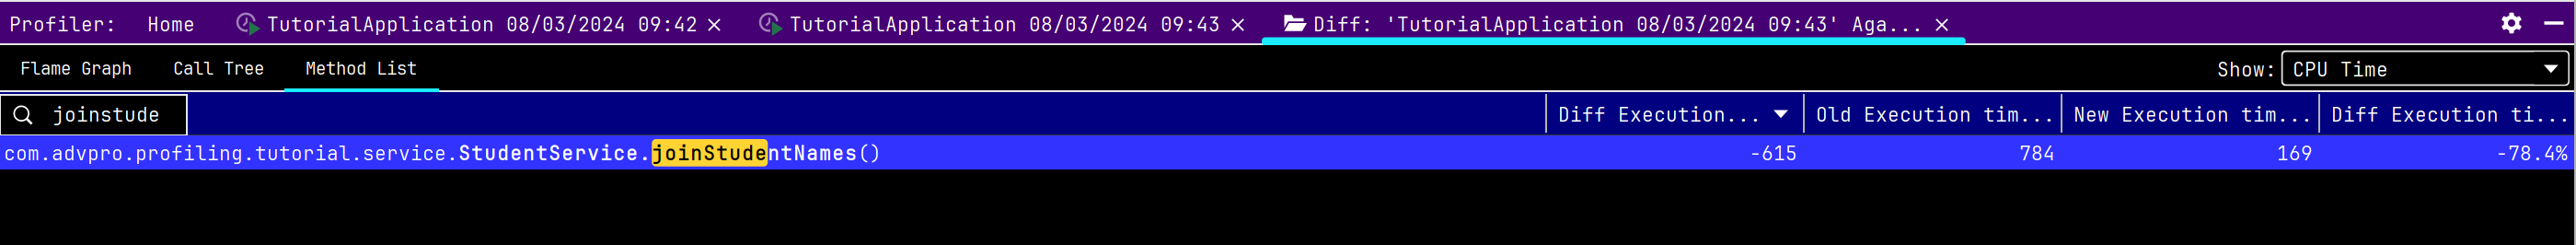 Profiler: Home TutorialApplication 08/03/2024 09:42 TutorialApplication 08/03/2024 09:43 Diff: 'TutorialApplication 08/03/2024 09:43' Aga...
Flame Graph Call Tree Method List Show: CPU Time
joinstude Diff Execution... Old Execution tim... New Execution tim... Diff Execution ti...
com.advpro.profiling.tutorial.service.StudentService.joinStudentNames() -615 784 169 -78.4%